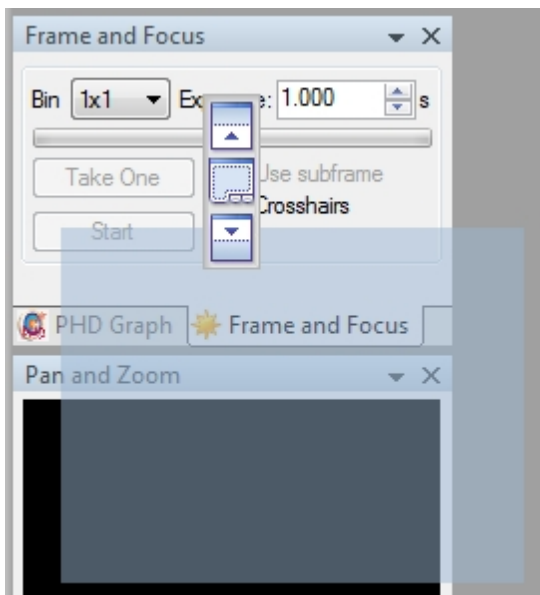 Frame and Focus
Bin 1x1 Ex e: 1.000 s
Take One Use subframe
Crosshairs
Start
PHD Graph Frame and Focus
Pan and Zoom